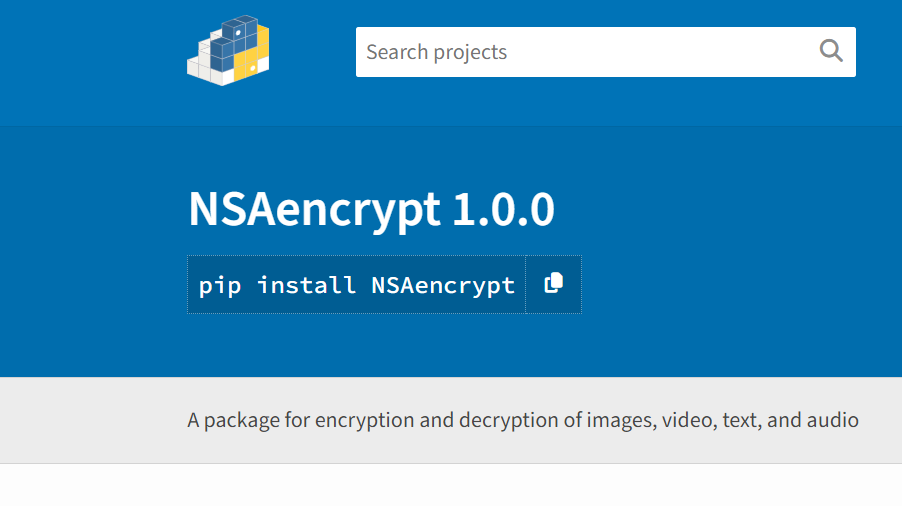 Search projects
NSAencrypt 1.0.0
pip install NSAencrypt
A package for encryption and decryption of images, video, text, and audio